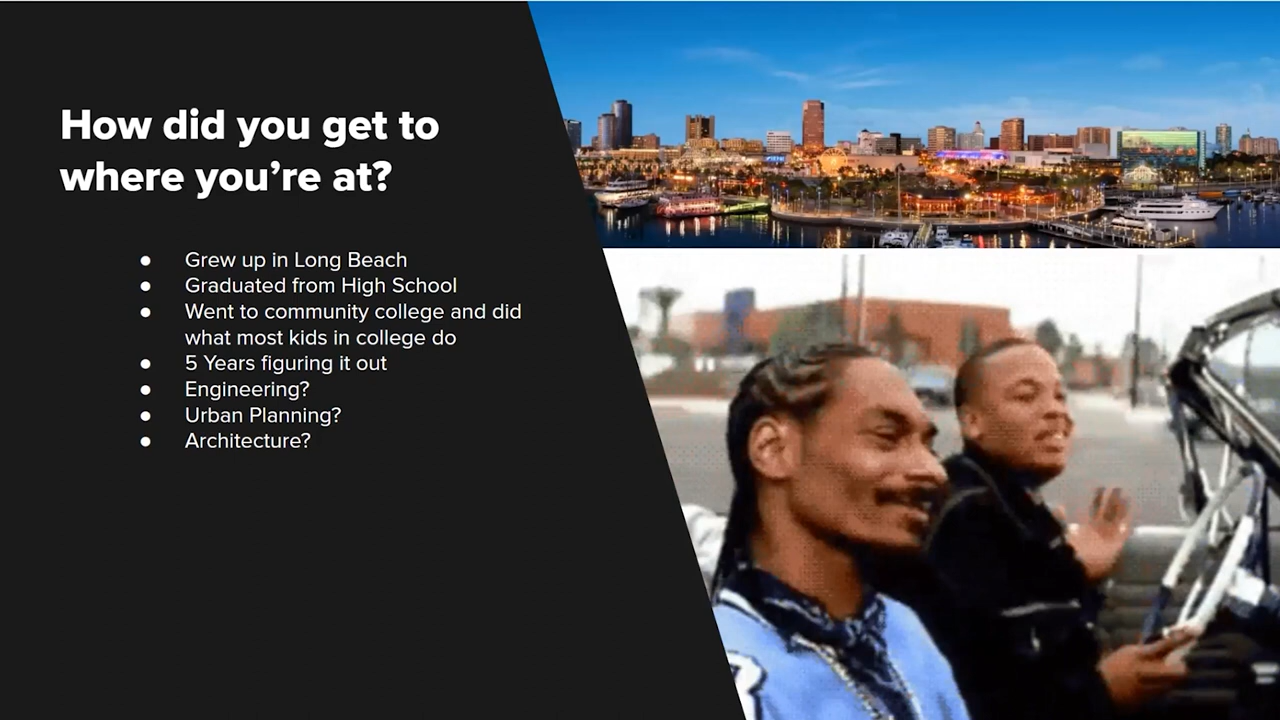 How did you get to
where you’re at?
● Grew up in Long Beach
● Graduated from High School
● Went to community college and did
what most kids in college do
● 5 Years figuring it out
● Engineering?
● Urban Planning?
● Architecture?